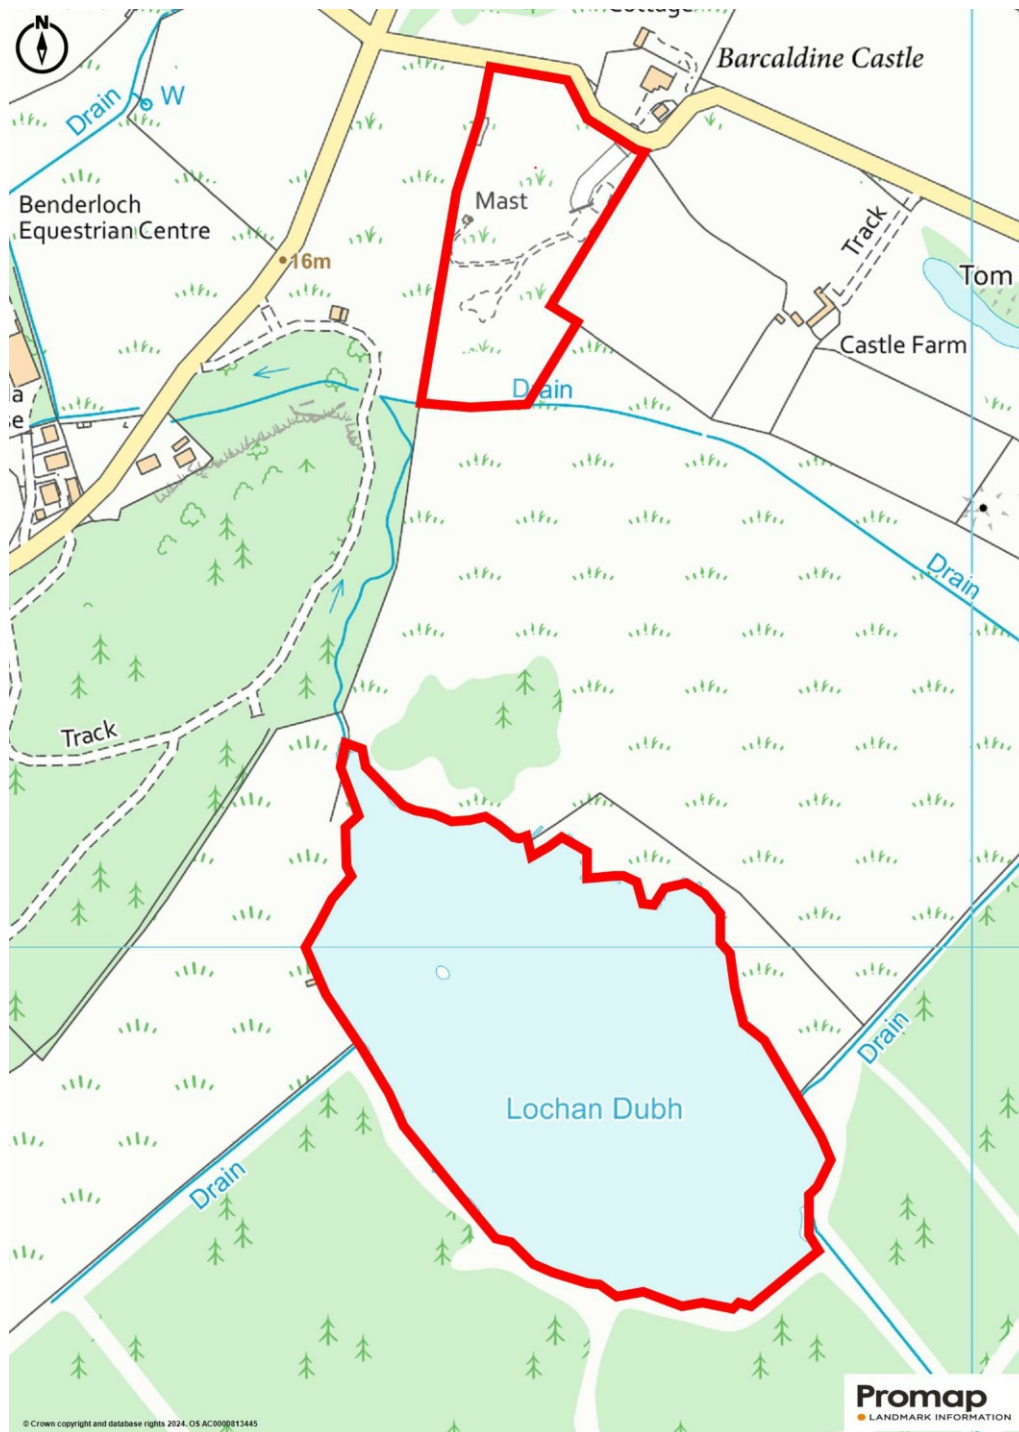 N
Barcaldine Castle
Drain
W
Benderloch
Equestrian Centre
Mast
16m
Track
Tom
Castle Farm
a
e
Drain
Drain
Track
Drain
Lochan Dubh
Drain
Promap
LANDMARK INFORMATION
© Crown copyright and database rights 2024. OS AC0000813445